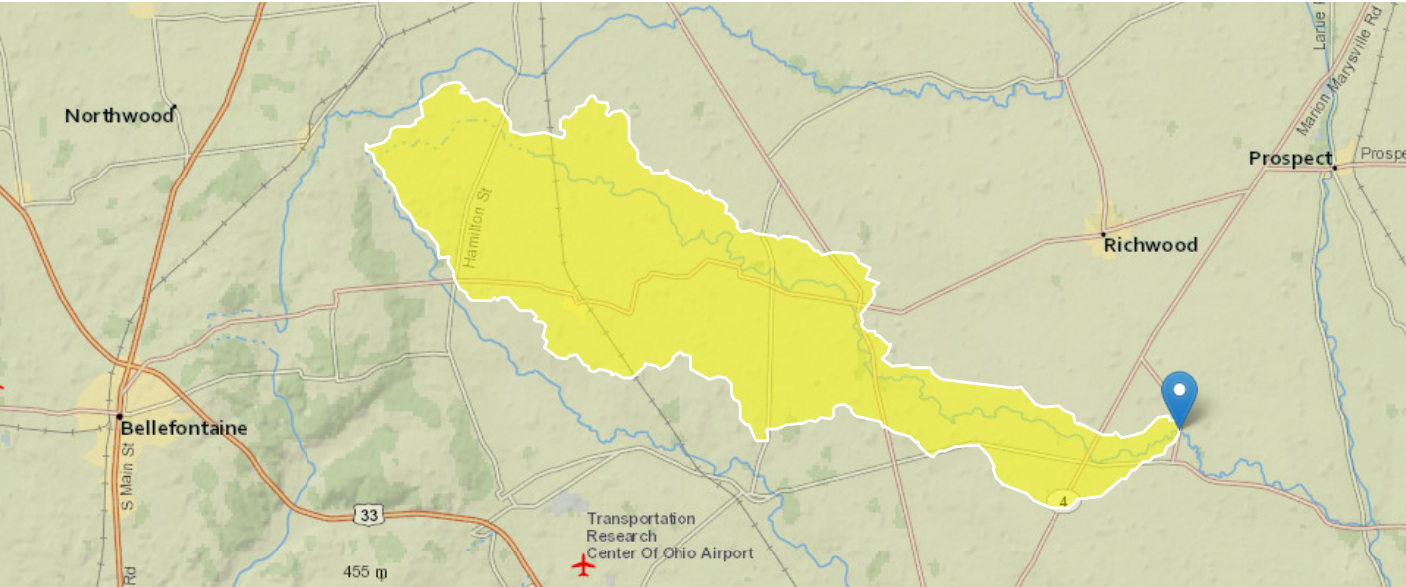 Larue
Marion Marysville Rd
Northwood
Prospect
Prospe
Hamilton St
Richwood
Bellefontaine
S Main St
4
33
Transportation
Research
Center Of Ohio Airport
455 m
Rd